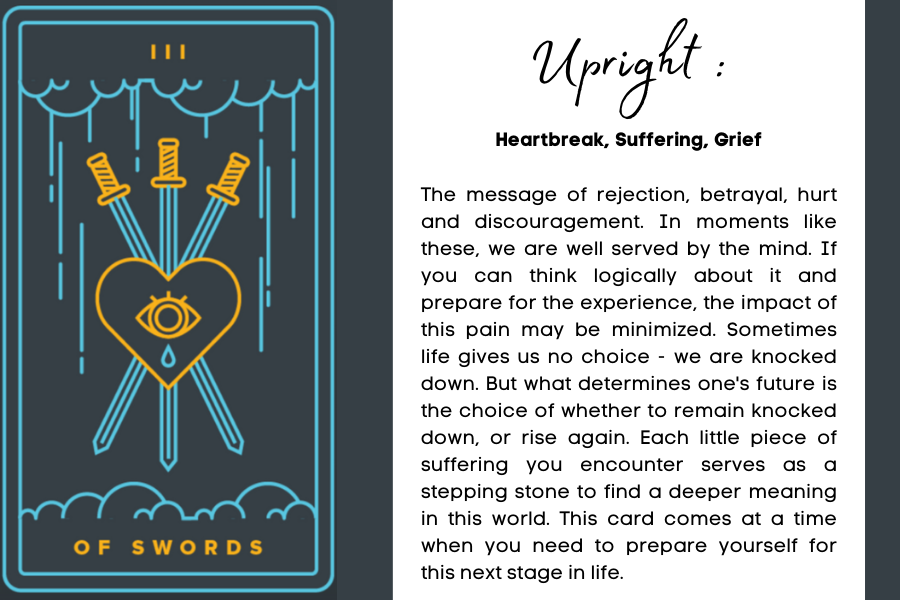 III
OF SWORDS
Upright :
Heartbreak, Suffering, Grief
The message of rejection, betrayal, hurt
and discouragement. In moments like
these, we are well served by the mind. If
you can think logically about it and
prepare for the experience, the impact of
this pain may be minimized. Sometimes
life gives us no choice - we are knocked
down. But what determines one's future is
the choice of whether to remain knocked
down, or rise again. Each little piece of
suffering you encounter serves as a
stepping stone to find a deeper meaning
in this world. This card comes at a time
when you need to prepare yourself for
this next stage in life.